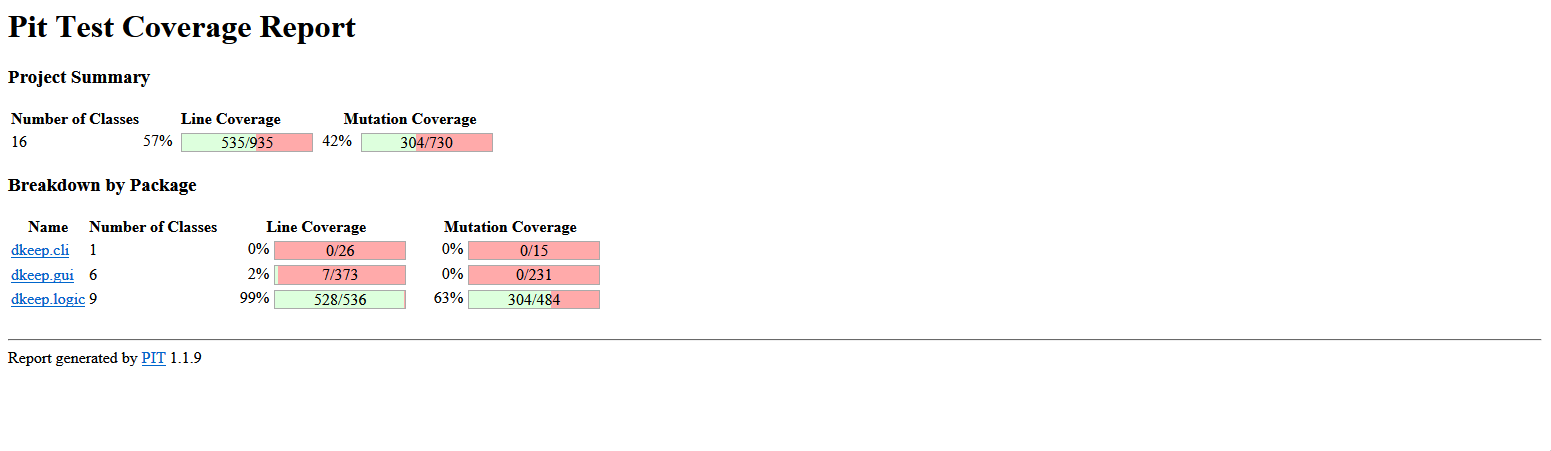 Pit Test Coverage Report
Project Summary
Number of Classes Line Coverage Mutation Coverage
16 57% 535/935 42% 304/730
Breakdown by Package
Name Number of Classes Line Coverage Mutation Coverage
dkeep.cli 1 0% 0/26 0% 0/15
dkeep.gui 6 2% 7/373 0% 0/231
dkeep.logic 9 99% 528/536 63% 304/484
Report generated by PIT 1.1.9